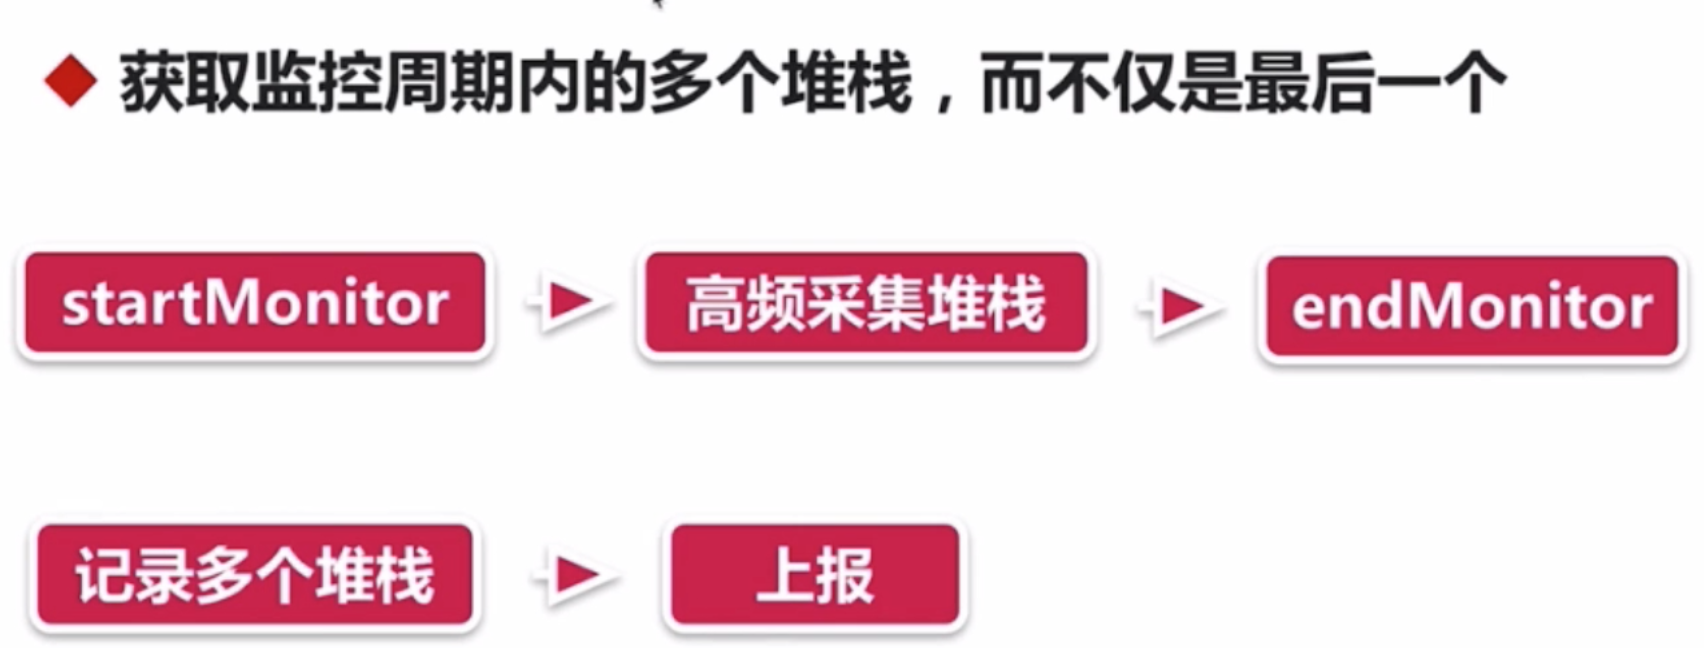 获取监控周期内的多个堆栈，而不仅是最后一个
startMonitor
高频采集堆栈
endMonitor
记录多个堆栈
上报